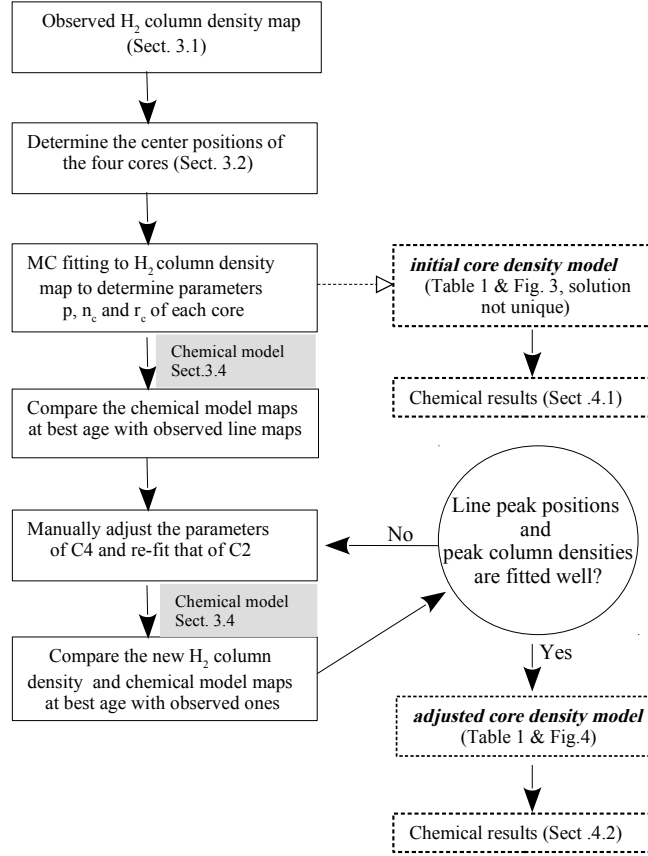 Observed H₂ column density map
(Sect. 3.1)
Determine the center positions of
the four cores (Sect. 3.2)
MC fitting to H₂ column density
map to determine parameters
p, n_c and r_c of each core
initial core density model
(Table 1 & Fig. 3, solution
not unique)
Chemical model
Sect.3.4
Compare the chemical model maps
at best age with observed line maps
Chemical results (Sect .4.1)
Manually adjust the parameters
of C4 and re-fit that of C2
No
Line peak positions
and
peak column densities
are fitted well?
Chemical model
Sect. 3.4
Compare the new H₂ column
density and chemical model maps
at best age with observed ones
Yes
adjusted core density model
(Table 1 & Fig.4)
Chemical results (Sect .4.2)